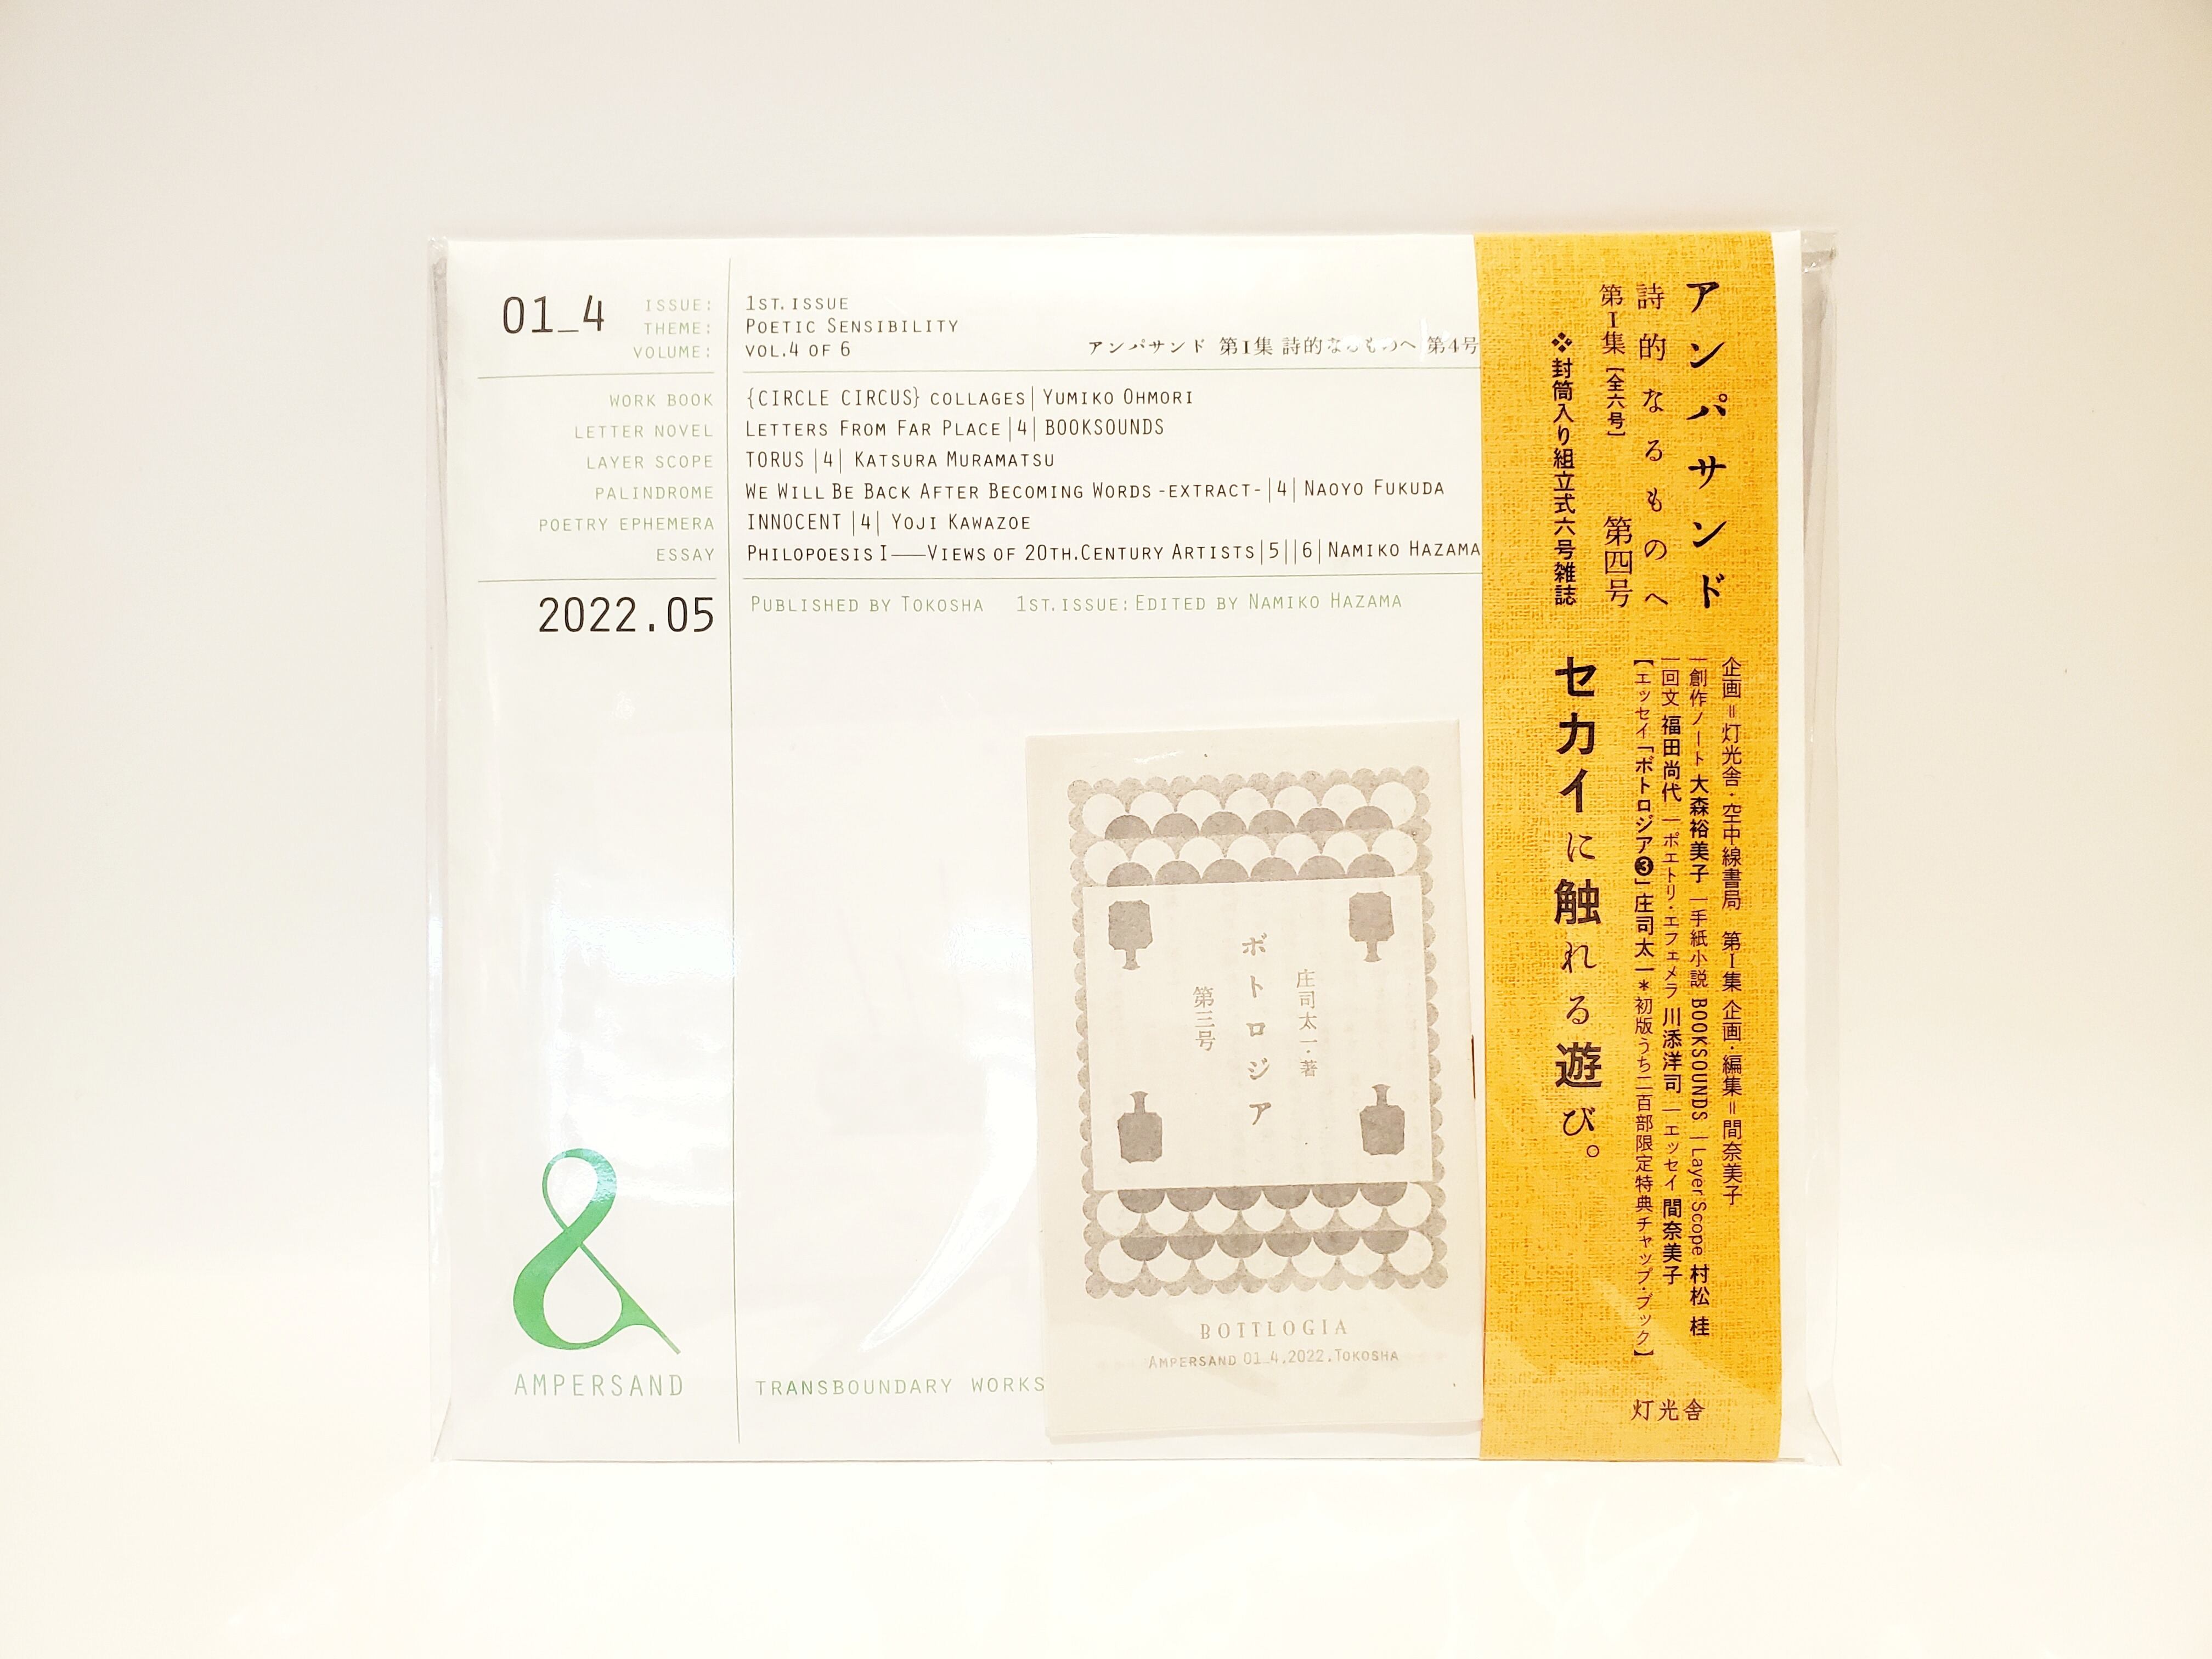 01_4
ISSUE: 1ST. ISSUE
THEME: POETIC SENSIBILITY
VOLUME: VOL.4 OF 6
アンパサンド 第I集 詩的なるものへ 第4号
WORK BOOK {CIRCLE CIRCUS} COLLAGES|YUMIKO OHMORI
LETTER NOVEL LETTERS FROM FAR PLACE|4|BOOKSOUNDS
LAYER SCOPE TORUS |4| KATSURA MURAMATSU
PALINDROME WE WILL BE BACK AFTER BECOMING WORDS -EXTRACT-|4|NAOYO FUKUDA
POETRY EPHEMERA INNOCENT |4| YOJI KAWAZOE
ESSAY PHILOPOESIS I——VIEWS OF 20TH.CENTURY ARTISTS|5||6|NAMIKO HAZAMA
2022.05
PUBLISHED BY TOKOSHA 1ST.ISSUE:EDITED BY NAMIKO HAZAMA
&
AMPERSAND
TRANSBOUNDARY WORKS
庄司太一・著
ボトロジア
第三号
BOTTLOGIA
AMPERSAND 01_4.2022.TOKOSHA
アンパサンド
詩的なるものへ
第I集[全六号] 第四号
❖封筒入り組立式六号雑誌
企画=灯光舎・空中線書局 第I集 企画・編集=間奈美子
|創作ノート 大森裕美子 |手紙小説 BOOKSOUNDS |Layer Scope 村松 桂
|回文 福田尚代 |ポエトリ・エフェメラ 川添洋司 |エッセイ 間奈美子
【エッセイ「ボトロジア❸」庄司太一*初版うち二百部限定特典チャップ・ブック】
セカイに触れる遊び。
灯光舎